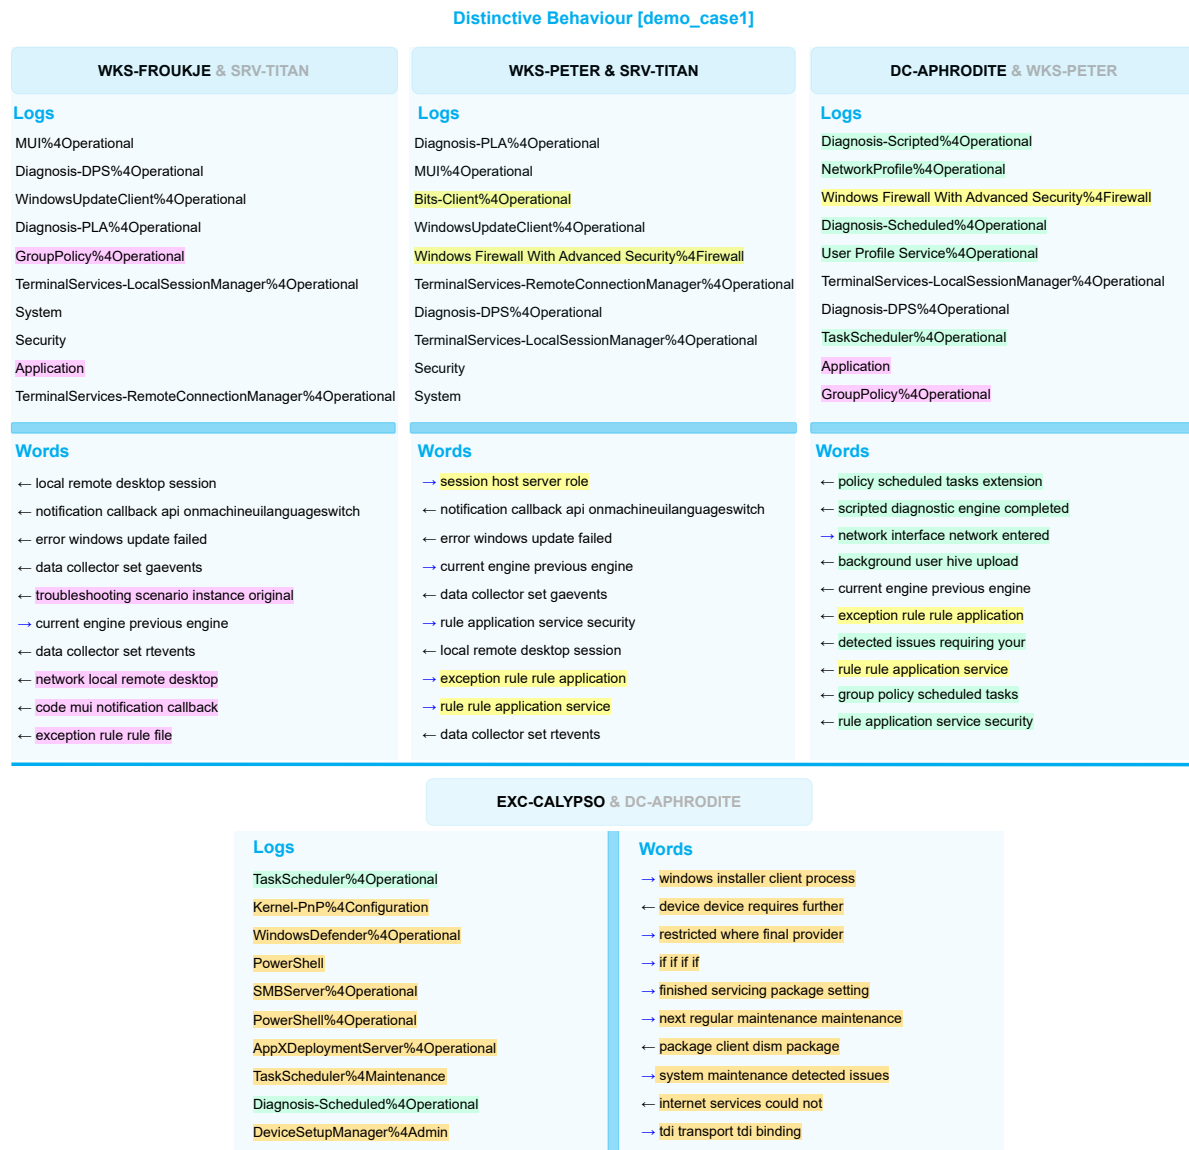 Distinctive Behaviour [demo_case1]
WKS-FROUKJE & SRV-TITAN
Logs
MUI%4Operational
Diagnosis-DPS%4Operational
WindowsUpdateClient%4Operational
Diagnosis-PLA%4Operational
GroupPolicy%4Operational
TerminalServices-LocalSessionManager%4Operational
System
Security
Application
TerminalServices-RemoteConnectionManager%4Operational
Words
← local remote desktop session
← notification callback api onmachineuilanguageswitch
← error windows update failed
← data collector set gaevents
← troubleshooting scenario instance original
→ current engine previous engine
← data collector set rtevents
← network local remote desktop
← code mui notification callback
← exception rule rule file
WKS-PETER & SRV-TITAN
Logs
Diagnosis-PLA%4Operational
MUI%4Operational
Bits-Client%4Operational
WindowsUpdateClient%4Operational
Windows Firewall With Advanced Security%4Firewall
TerminalServices-RemoteConnectionManager%4Operational
Diagnosis-DPS%4Operational
TerminalServices-LocalSessionManager%4Operational
Security
System
Words
→ session host server role
← notification callback api onmachineuilanguageswitch
← error windows update failed
→ current engine previous engine
← data collector set gaevents
→ rule application service security
← local remote desktop session
→ exception rule rule application
→ rule rule application service
← data collector set rtevents
DC-APHRODITE & WKS-PETER
Logs
Diagnosis-Scripted%4Operational
NetworkProfile%4Operational
Windows Firewall With Advanced Security%4Firewall
Diagnosis-Scheduled%4Operational
User Profile Service%4Operational
TerminalServices-LocalSessionManager%4Operational
Diagnosis-DPS%4Operational
TaskScheduler%4Operational
Application
GroupPolicy%4Operational
Words
← policy scheduled tasks extension
← scripted diagnostic engine completed
→ network interface network entered
← background user hive upload
← current engine previous engine
← exception rule rule application
← detected issues requiring your
← rule rule application service
← group policy scheduled tasks
← rule application service security
EXC-CALYPSO & DC-APHRODITE
Logs
TaskScheduler%4Operational
Kernel-PnP%4Configuration
WindowsDefender%4Operational
PowerShell
SMBServer%4Operational
PowerShell%4Operational
AppXDeploymentServer%4Operational
TaskScheduler%4Maintenance
Diagnosis-Scheduled%4Operational
DeviceSetupManager%4Admin
Words
→ windows installer client process
← device device requires further
→ restricted where final provider
→ if if if if
→ finished servicing package setting
→ next regular maintenance maintenance
← package client dism package
→ system maintenance detected issues
← internet services could not
→ tdi transport tdi binding